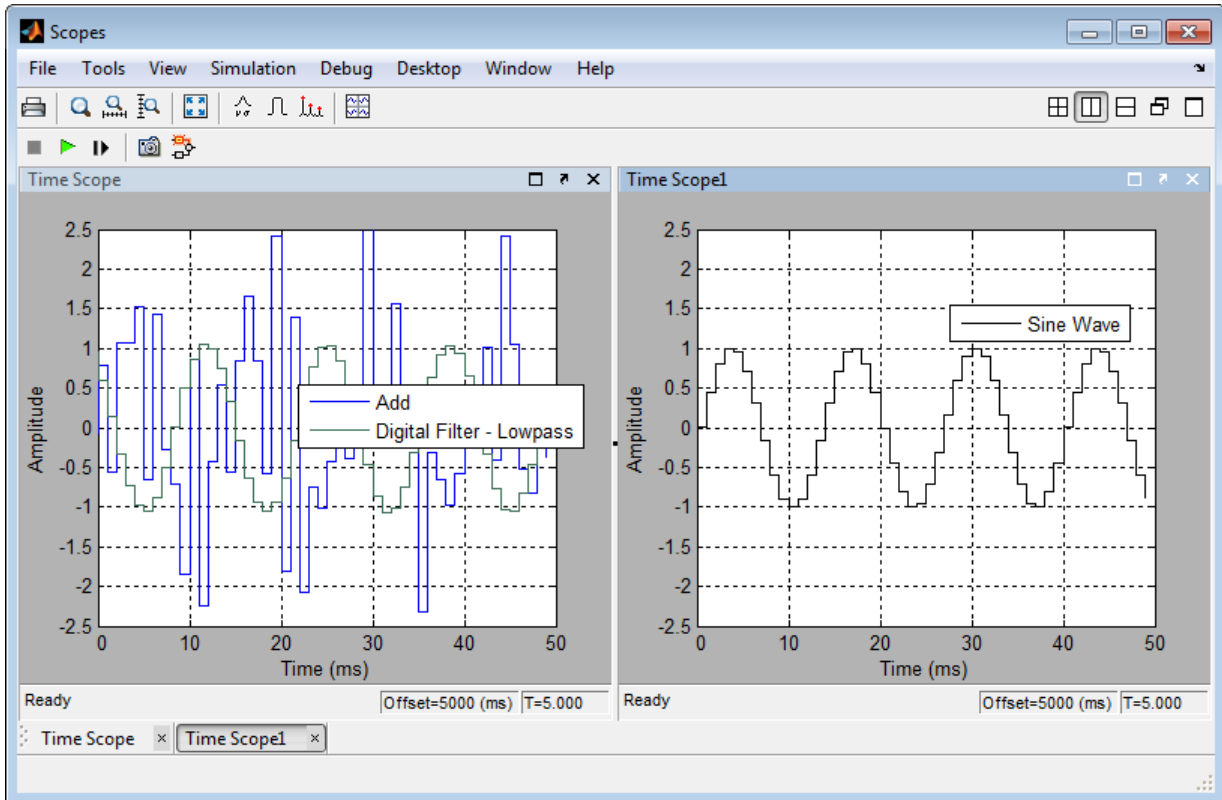 Scopes
File Tools View Simulation Debug Desktop Window Help
Time Scope
2.5
2
1.5
1
0.5
0
-0.5
-1
-1.5
-2
-2.5
Amplitude
Add
Digital Filter - Lowpass
0 10 20 30 40 50
Time (ms)
Ready Offset=5000 (ms) T=5.000
Time Scope1
2.5
2
1.5
1
0.5
0
-0.5
-1
-1.5
-2
-2.5
Amplitude
Sine Wave
0 10 20 30 40 50
Time (ms)
Ready Offset=5000 (ms) T=5.000
Time Scope Time Scope1